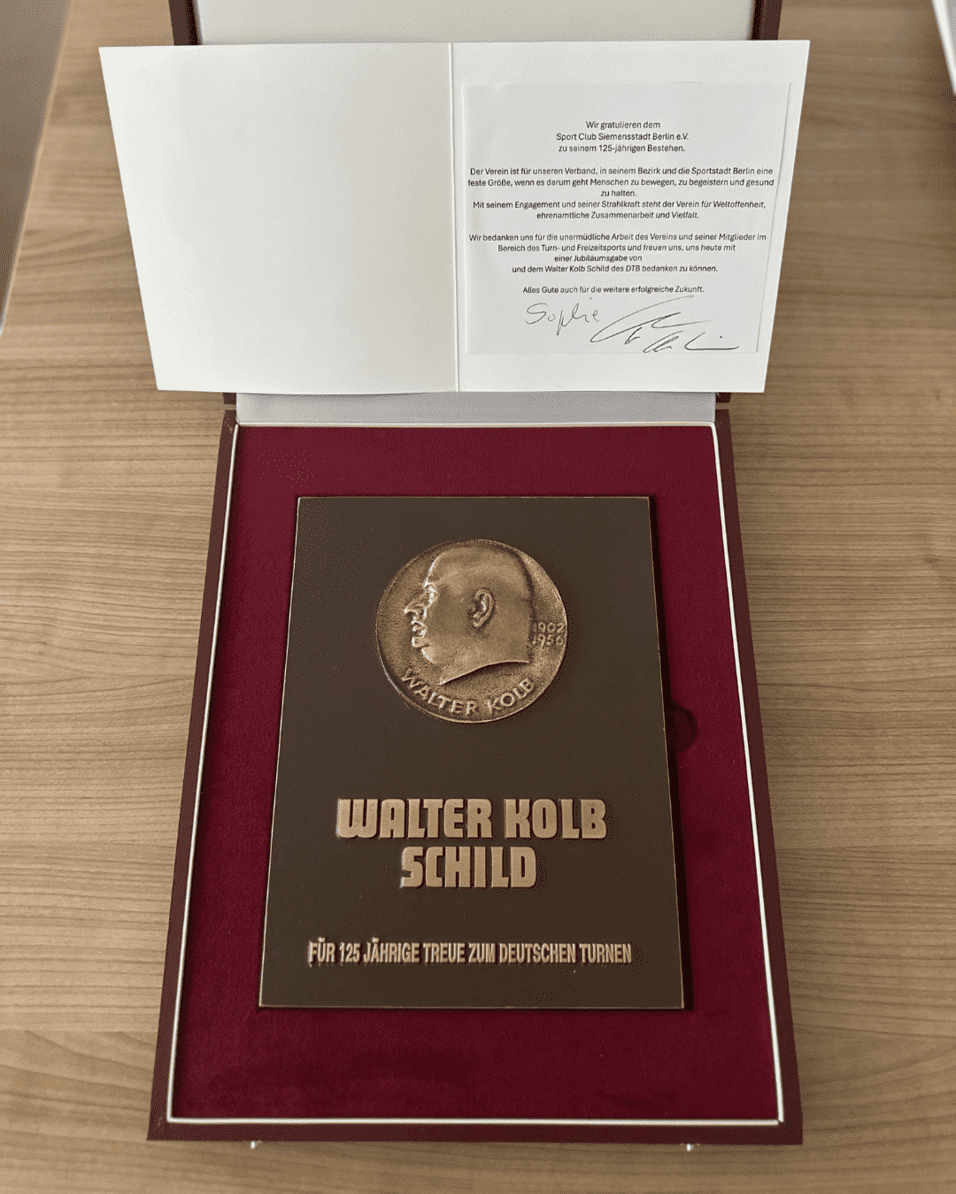 Wir gratulieren dem
Sport Club Siemensstadt Berlin e.V.
zu seinem 125-jährigen Bestehen.
Der Verein ist für unseren Verband, in seinem Bezirk und die Sportstadt Berlin eine
feste Größe, wenn es darum geht Menschen zu bewegen, zu begeistern und gesund
zu halten.
Mit seinem Engagement und seiner Strahlkraft steht der Verein für Weltoffenheit,
ehrenamtliche Zusammenarbeit und Vielfalt.
Wir bedanken uns für die unermüdliche Arbeit des Vereins und seiner Mitglieder im
Bereich des Turn- und Freizeitsports und freuen uns, uns heute mit
einer Jubiläumsgabe von
und dem Walter Kolb Schild des DTB bedanken zu können.
Alles Gute auch für die weitere erfolgreiche Zukunft.
Sophie
1902
1956
WALTER KOLB
WALTER KOLB
SCHILD
FÜR 125 JÄHRIGE TREUE ZUM DEUTSCHEN TURNEN